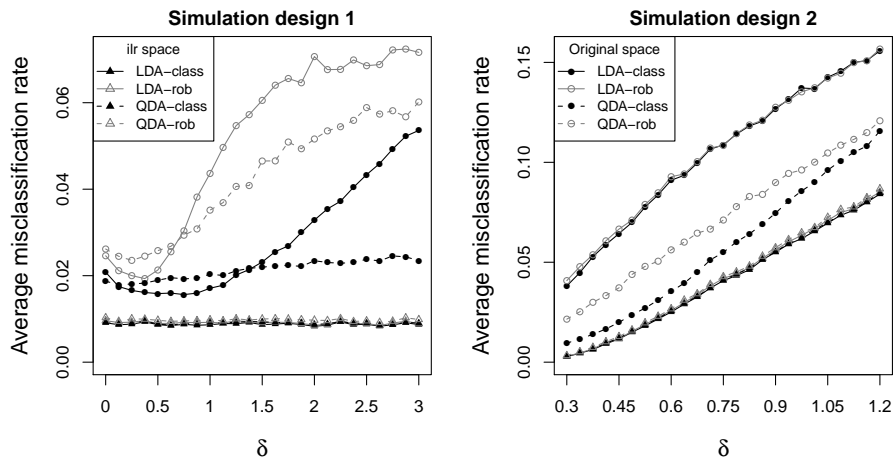 Simulation design 1
Average misclassification rate
0.00
0.02
0.04
0.06
ilr space
LDA−class
LDA−rob
QDA−class
QDA−rob
0
0.5
1
1.5
2
2.5
3
δ
Simulation design 2
Average misclassification rate
0.00
0.05
0.10
0.15
Original space
LDA−class
LDA−rob
QDA−class
QDA−rob
0.3
0.45
0.6
0.75
0.9
1.05
1.2
δ